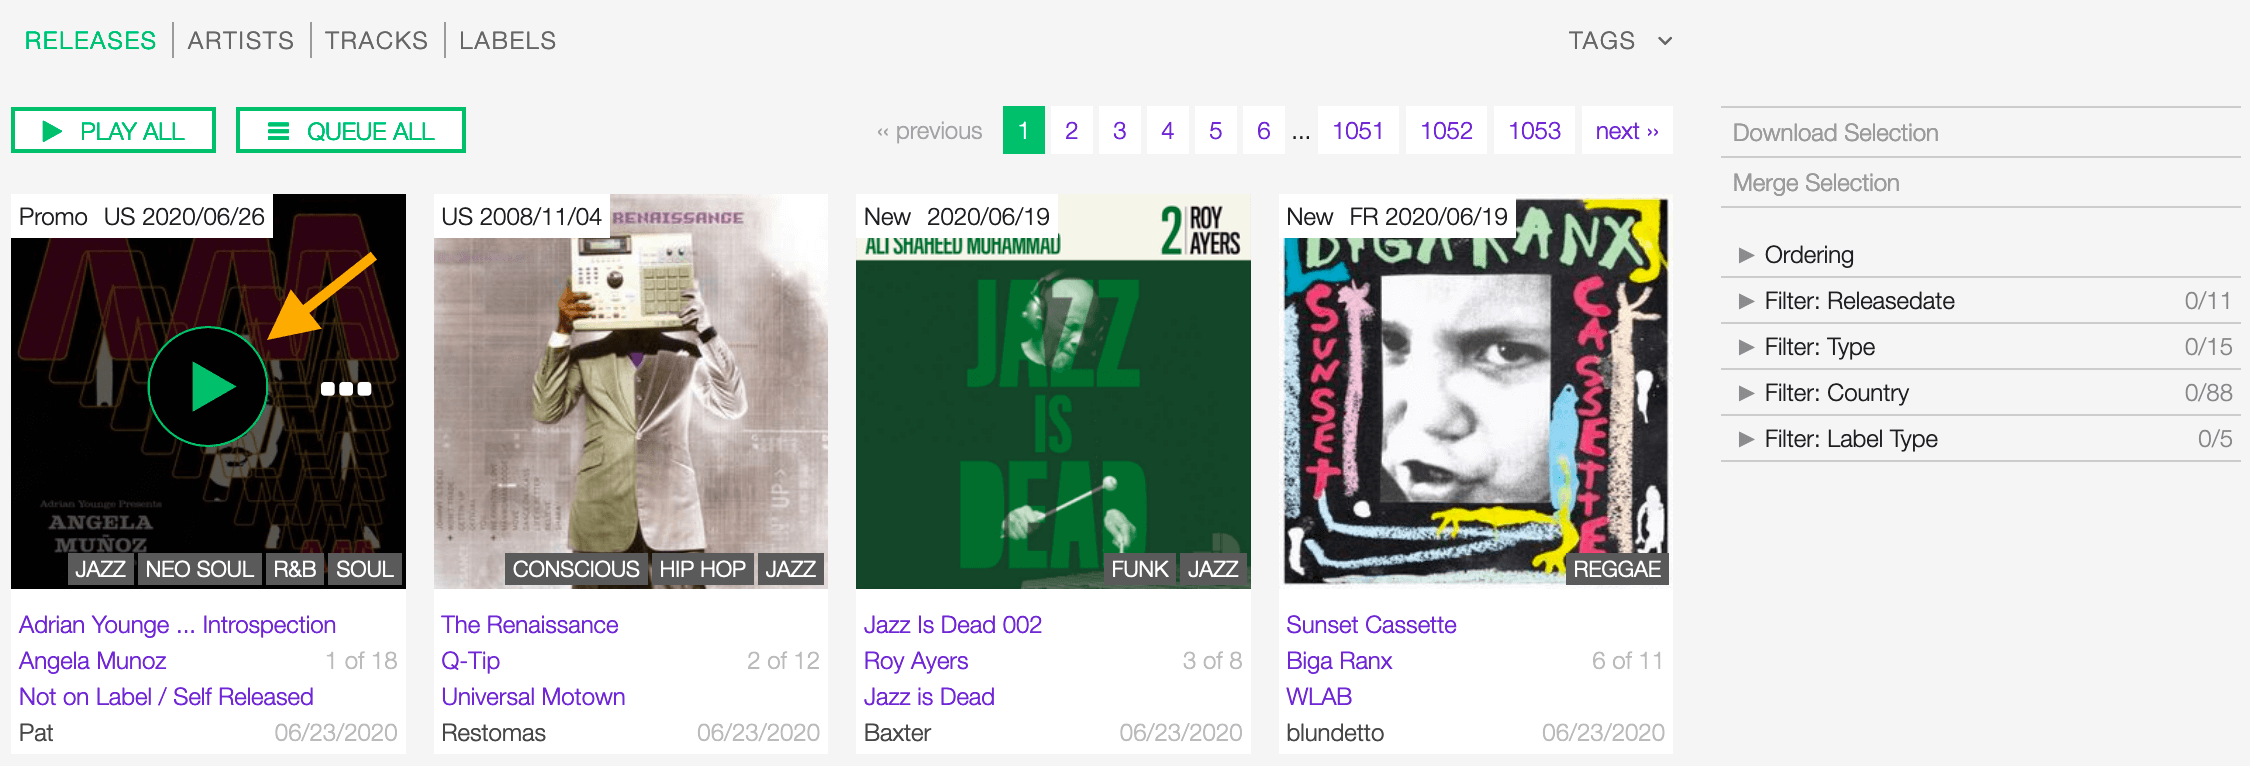 RELEASES ARTISTS TRACKS LABELS TAGS
PLAY ALL QUEUE ALL ‹‹ previous 1 2 3 4 5 6 ... 1051 1052 1053 next ››
Download Selection
Merge Selection
Ordering
Filter: Releasedate 0/11
Filter: Type 0/15
Filter: Country 0/88
Filter: Label Type 0/5
Promo US 2020/06/26
Adrian Younge Presents
ANGELA
MUÑOZ
JAZZ NEO SOUL R&B SOUL
Adrian Younge ... Introspection
Angela Munoz 1 of 18
Not on Label / Self Released
Pat 06/23/2020
US 2008/11/04
RENAISSANCE
UP
CONSCIOUS HIP HOP JAZZ
The Renaissance
Q-Tip 2 of 12
Universal Motown
Restomas 06/23/2020
New 2020/06/19
ALI SHAHEED MUHAMMAD
2 ROY
AYERS
JAZZ
IS
DEAD
FUNK JAZZ
Jazz Is Dead 002
Roy Ayers 3 of 8
Jazz is Dead
Baxter 06/23/2020
New FR 2020/06/19
BIGA RANX
SUNSET
CASSETTE
REGGAE
Sunset Cassette
Biga Ranx 6 of 11
WLAB
blundetto 06/23/2020